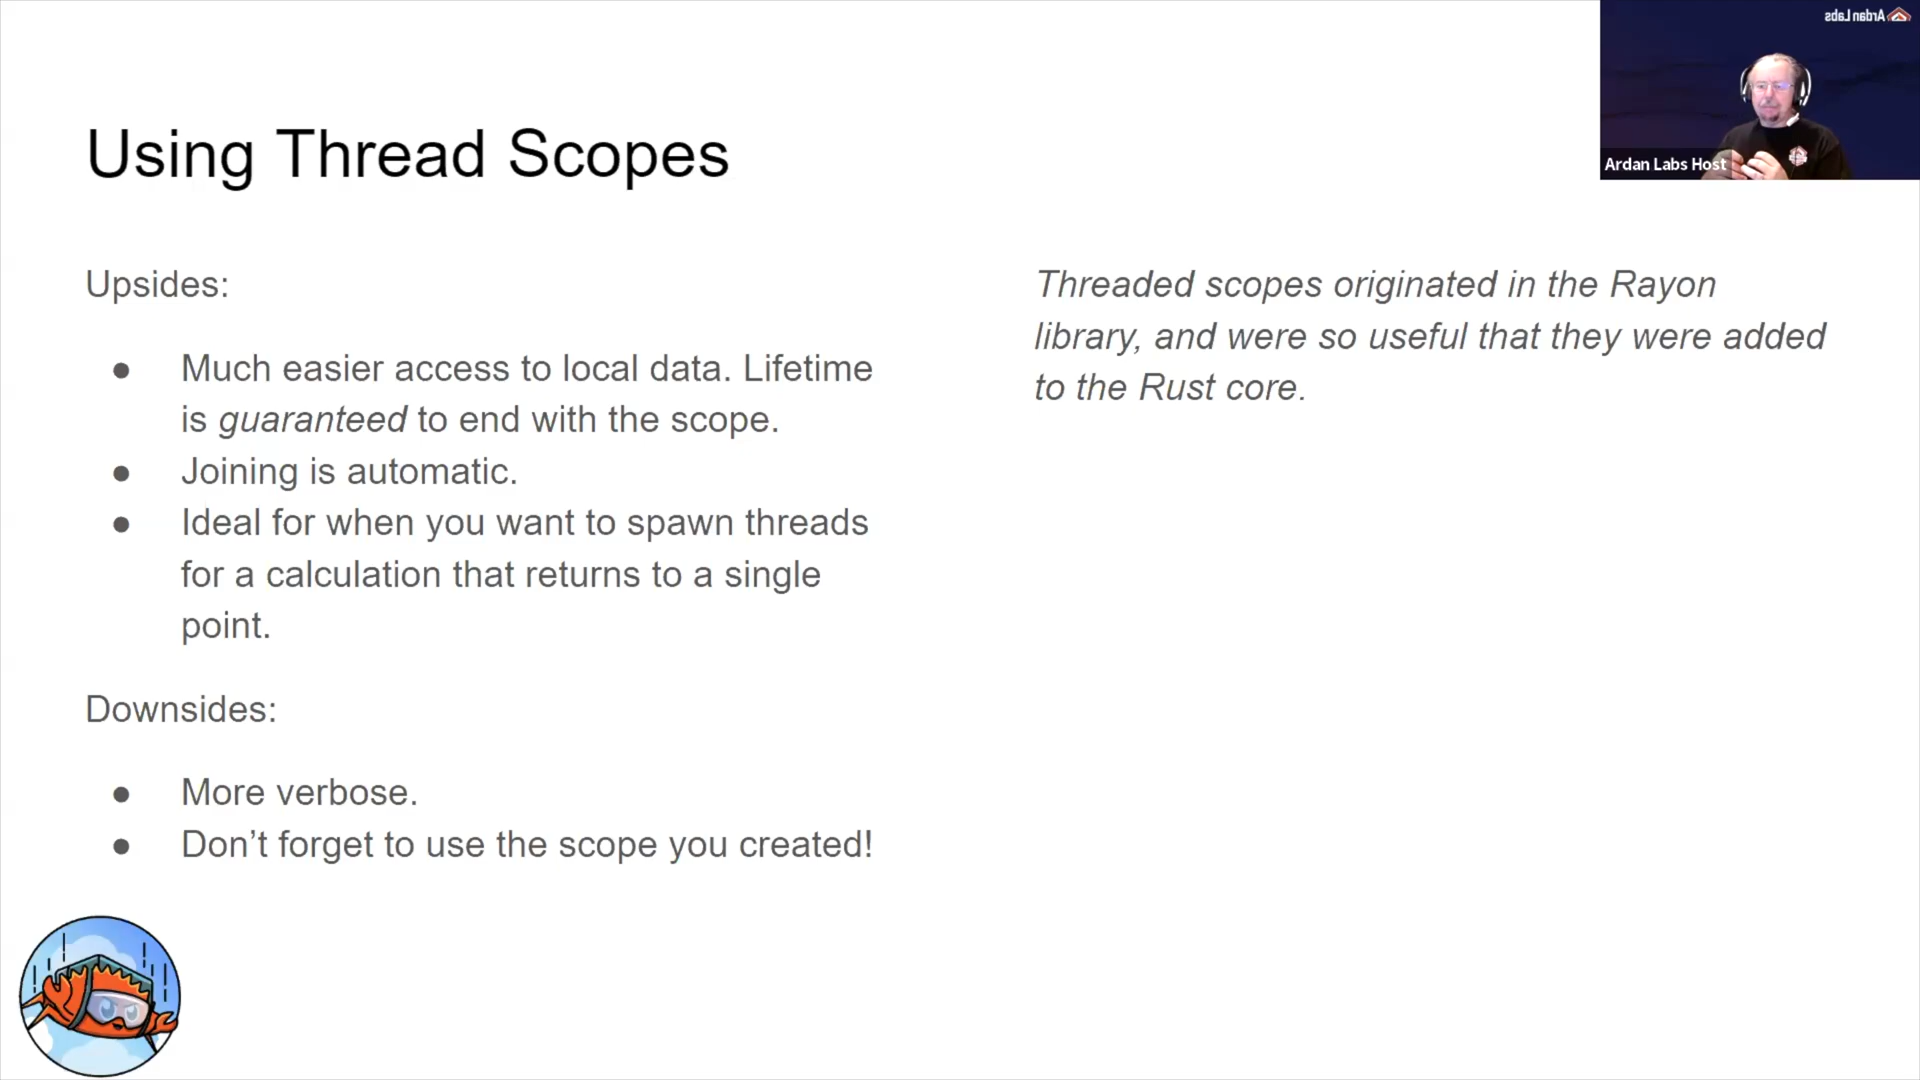 Ardan Labs
Ardan Labs Host
Using Thread Scopes
Upsides:
● Much easier access to local data. Lifetime
is guaranteed to end with the scope.
● Joining is automatic.
● Ideal for when you want to spawn threads
for a calculation that returns to a single
point.
Downsides:
● More verbose.
● Don’t forget to use the scope you created!
Threaded scopes originated in the Rayon
library, and were so useful that they were added
to the Rust core.